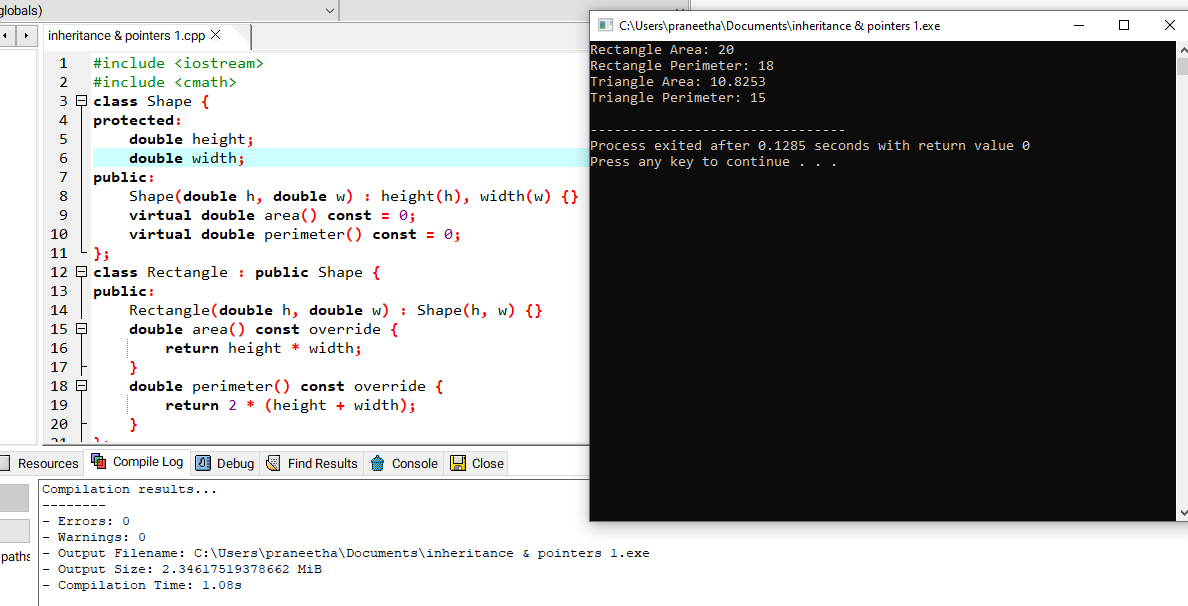 globals)
inheritance & pointers 1.cpp
1 #include <iostream>
2 #include <cmath>
3 class Shape {
4 protected:
5 double height;
6 double width;
7 public:
8 Shape(double h, double w) : height(h), width(w) {}
9 virtual double area() const = 0;
10 virtual double perimeter() const = 0;
11 };
12 class Rectangle : public Shape {
13 public:
14 Rectangle(double h, double w) : Shape(h, w) {}
15 double area() const override {
16 return height * width;
17 }
18 double perimeter() const override {
19 return 2 * (height + width);
20 }
21 };
C:\Users\praneetha\Documents\inheritance & pointers 1.exe
Rectangle Area: 20
Rectangle Perimeter: 18
Triangle Area: 10.8253
Triangle Perimeter: 15
--------------------------------
Process exited after 0.1285 seconds with return value 0
Press any key to continue . . .
Resources Compile Log Debug Find Results Console Close
paths
Compilation results...
--------
- Errors: 0
- Warnings: 0
- Output Filename: C:\Users\praneetha\Documents\inheritance & pointers 1.exe
- Output Size: 2.34617519378662 MiB
- Compilation Time: 1.08s